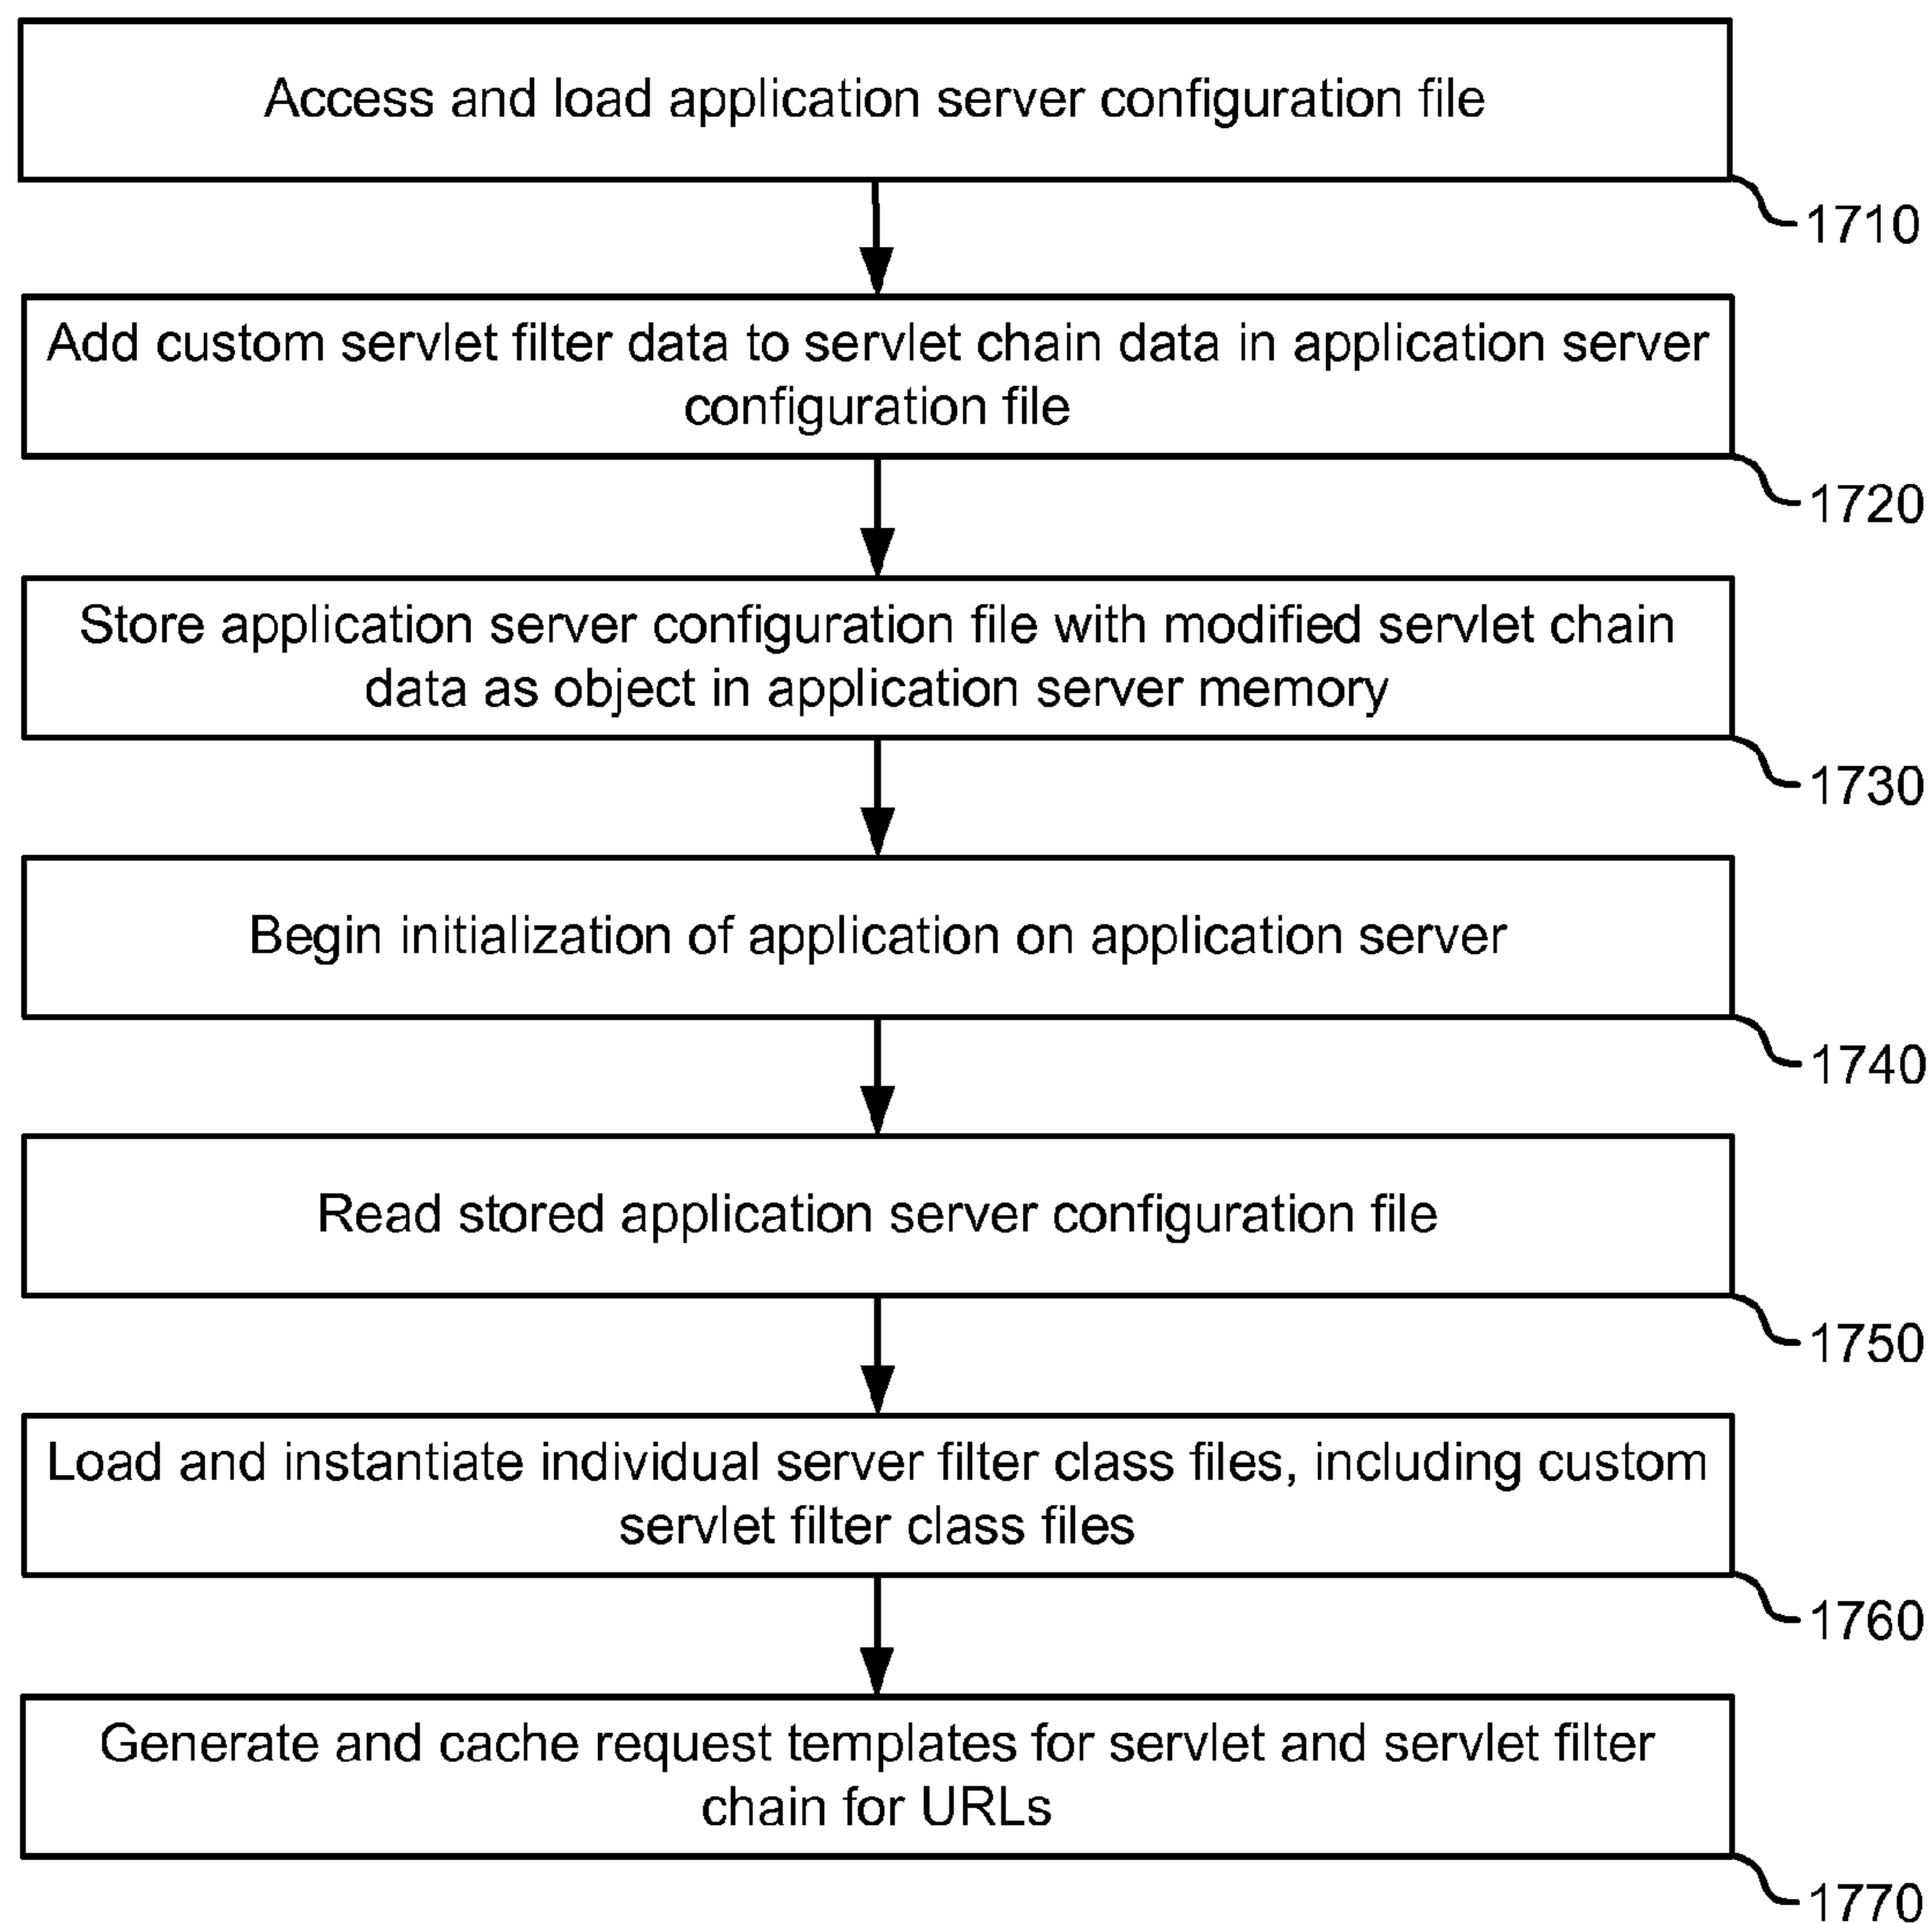 Access and load application server configuration file
1710
Add custom servlet filter data to servlet chain data in application server
configuration file
1720
Store application server configuration file with modified servlet chain
data as object in application server memory
1730
Begin initialization of application on application server
1740
Read stored application server configuration file
1750
Load and instantiate individual server filter class files, including custom
servlet filter class files
1760
Generate and cache request templates for servlet and servlet filter
chain for URLs
1770